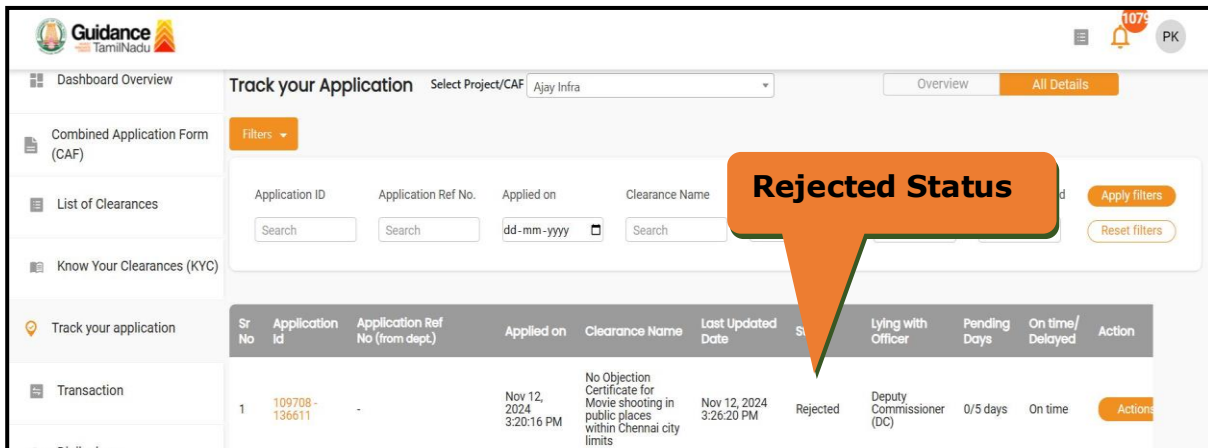 Guidance
TamilNadu
1079
PK
Dashboard Overview
Track your Application
Select Project/CAF
Ajay Infra
Overview
All Details
Combined Application Form
(CAF)
Filters
Application ID
Application Ref No.
Applied on
Clearance Name
Rejected Status
Apply filters
List of Clearances
Search
Search
dd-mm-yyyy
Search
Reset filters
Know Your Clearances (KYC)
Track your application
Sr No
Application Id
Application Ref No (from dept.)
Applied on
Clearance Name
Last Updated Date
Lying with Officer
Pending Days
On time/ Delayed
Action
Transaction
1
109708 - 136611
-
Nov 12, 2024 3:20:16 PM
No Objection Certificate for Movie shooting in public places within Chennai city limits
Nov 12, 2024 3:26:20 PM
Rejected
Deputy Commissioner (DC)
0/5 days
On time
Actions